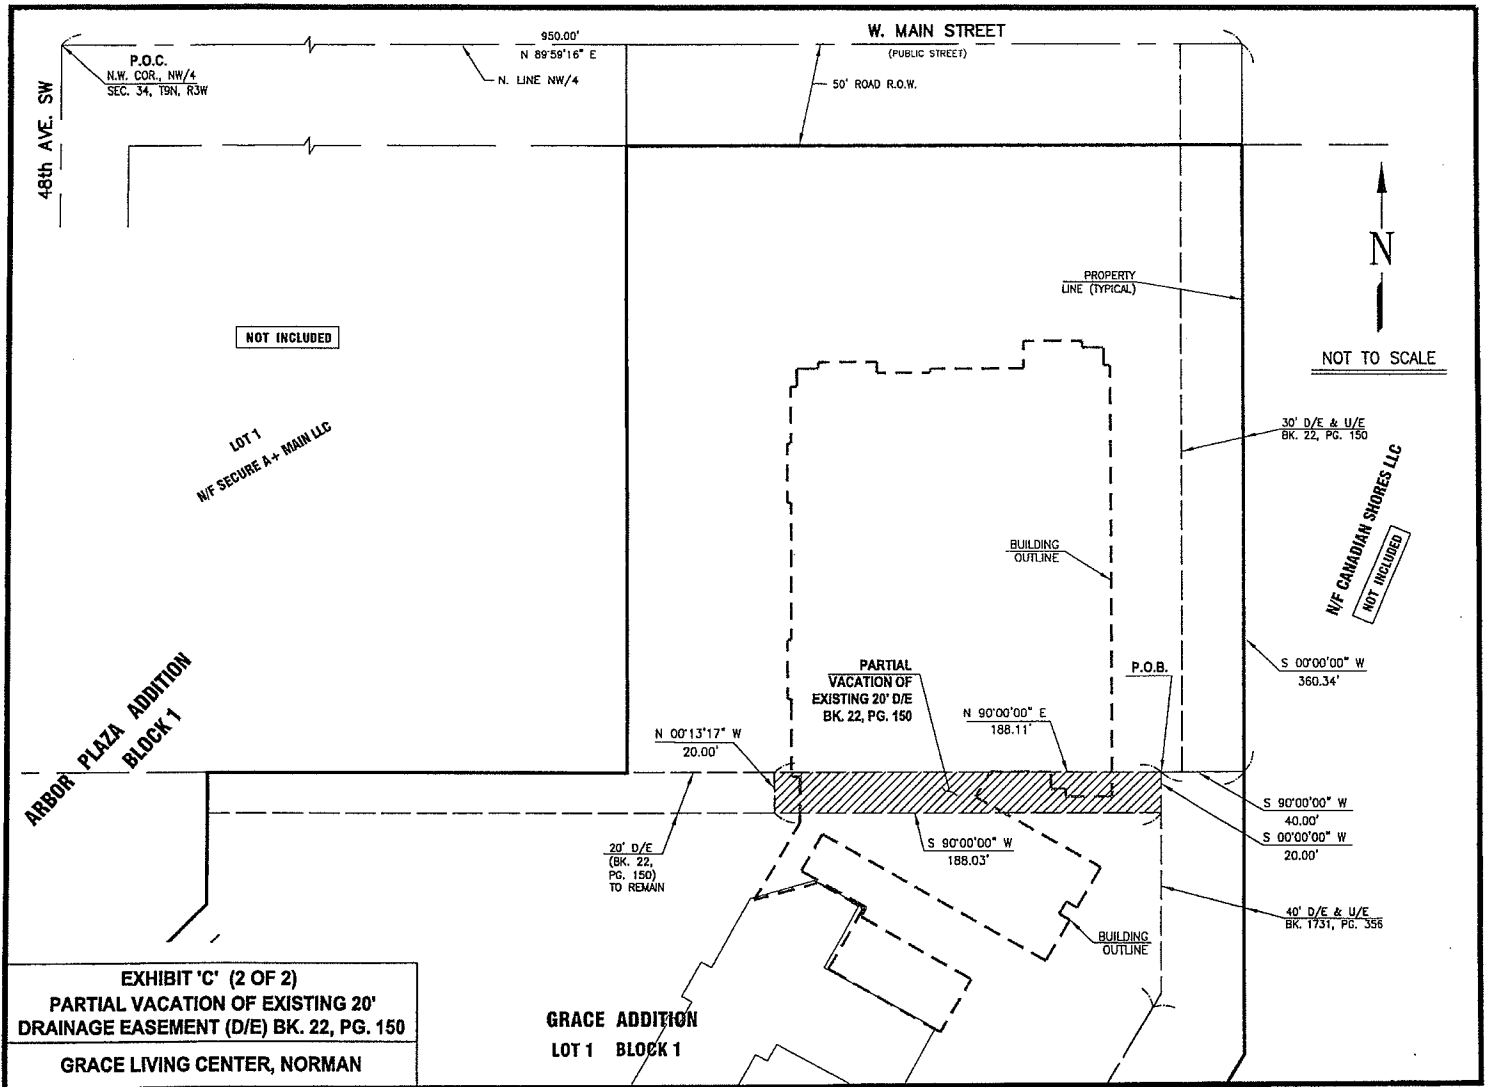 W. MAIN STREET
(PUBLIC STREET)
950.00'
N 89°59'16" E
P.O.C.
N.W. COR., NW/4
SEC. 34, T9N, R3W
N. LINE NW/4
50' ROAD R.O.W.
48th AVE. SW
N
NOT TO SCALE
PROPERTY
LINE (TYPICAL)
NOT INCLUDED
LOT 1
N/F SECURE A+ MAIN LLC
30' D/E & U/E
BK. 22, PG. 150
N/F CANADIAN SHORES LLC
NOT INCLUDED
BUILDING
OUTLINE
ARBOR PLAZA ADDITION
BLOCK 1
PARTIAL
VACATION OF
EXISTING 20' D/E
BK. 22, PG. 150
P.O.B.
S 00°00'00" W
360.34'
N 90°00'00" E
188.11'
N 00°13'17" W
20.00'
S 90°00'00" W
40.00'
S 00°00'00" W
20.00'
20' D/E
(BK. 22,
PG. 150)
TO REMAIN
S 90°00'00" W
188.03'
40' D/E & U/E
BK. 1731, PG. 356
BUILDING
OUTLINE
EXHIBIT 'C' (2 OF 2)
PARTIAL VACATION OF EXISTING 20'
DRAINAGE EASEMENT (D/E) BK. 22, PG. 150
GRACE LIVING CENTER, NORMAN
GRACE ADDITION
LOT 1 BLOCK 1